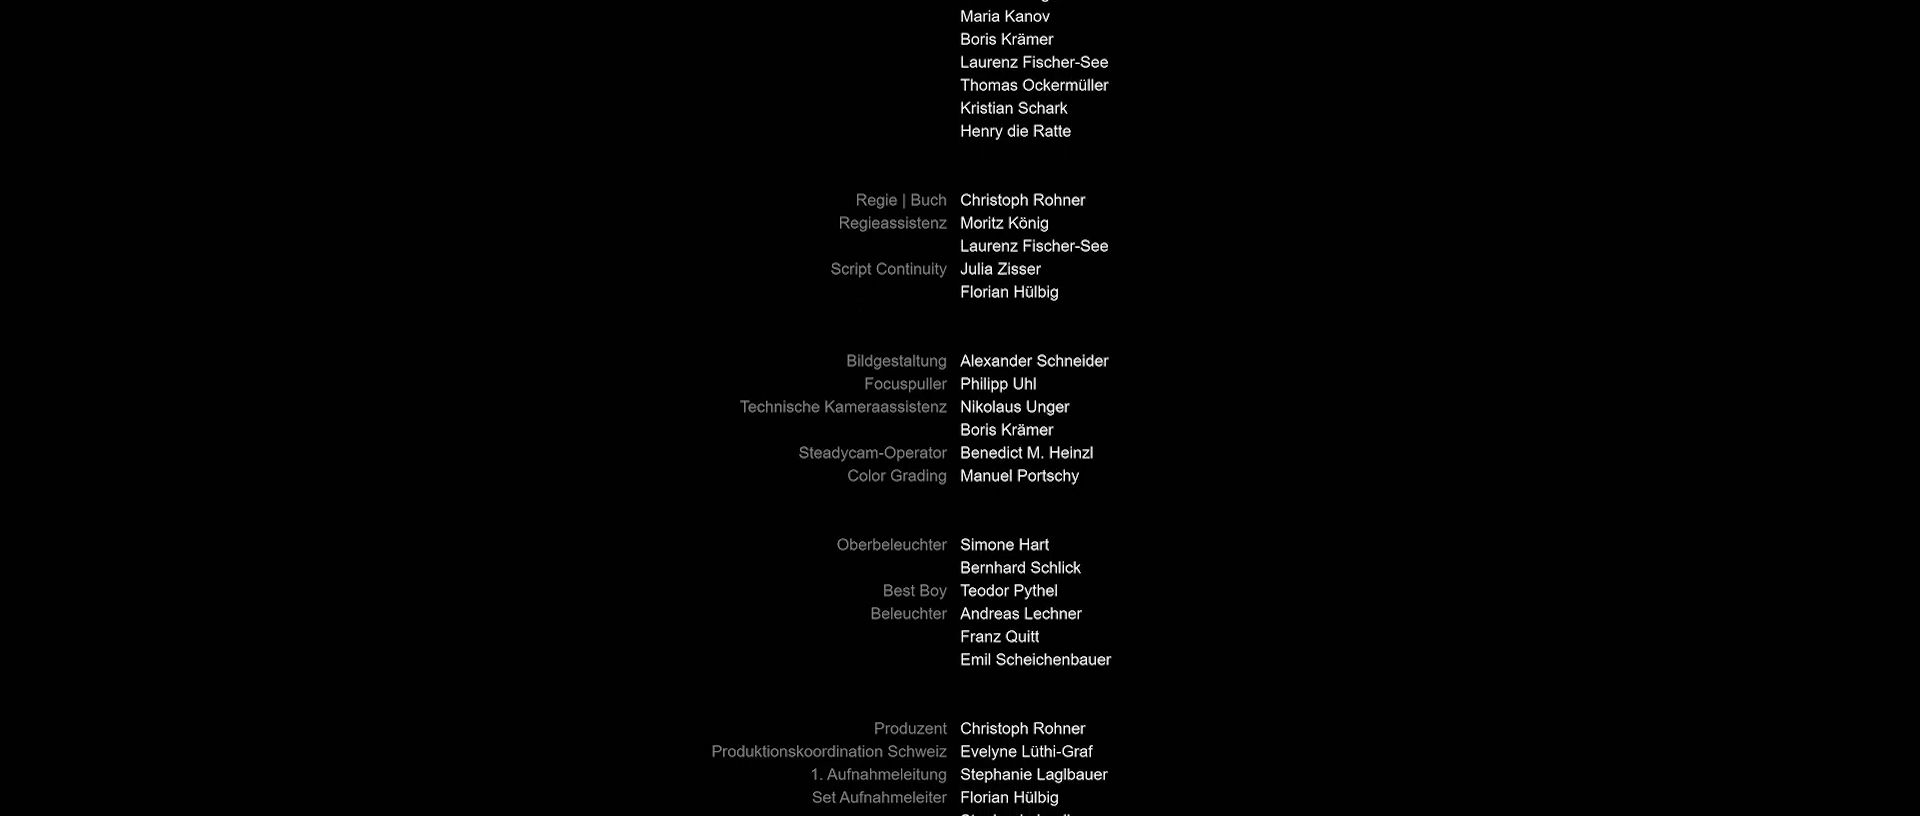 Maria Kanov
Boris Krämer
Laurenz Fischer-See
Thomas Ockermüller
Kristian Schark
Henry die Ratte
Regie | Buch Christoph Rohner
Regieassistenz Moritz König
Laurenz Fischer-See
Script Continuity Julia Zisser
Florian Hülbig
Bildgestaltung Alexander Schneider
Focuspuller Philipp Uhl
Technische Kameraassistenz Nikolaus Unger
Boris Krämer
Steadycam-Operator Benedict M. Heinzl
Color Grading Manuel Portschy
Oberbeleuchter Simone Hart
Bernhard Schlick
Best Boy Teodor Pythel
Beleuchter Andreas Lechner
Franz Quitt
Emil Scheichenbauer
Produzent Christoph Rohner
Produktionskoordination Schweiz Evelyne Lüthi-Graf
1. Aufnahmeleitung Stephanie Laglbauer
Set Aufnahmeleiter Florian Hülbig